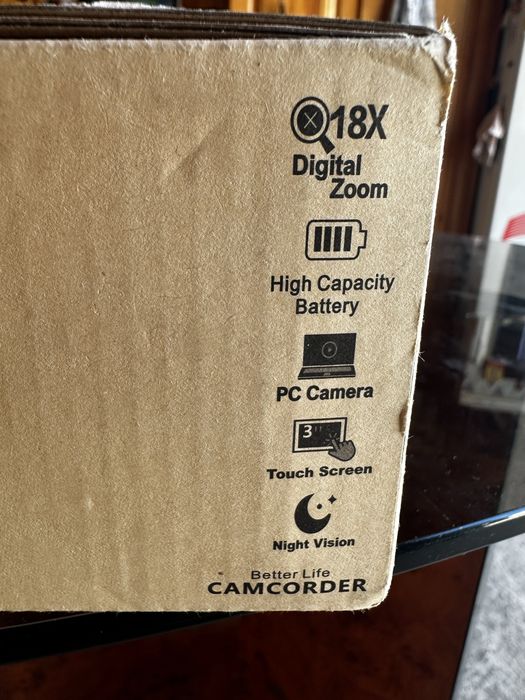 18X
Digital
Zoom
High Capacity
Battery
PC Camera
3"
Touch Screen
Night Vision
Better Life
CAMCORDER